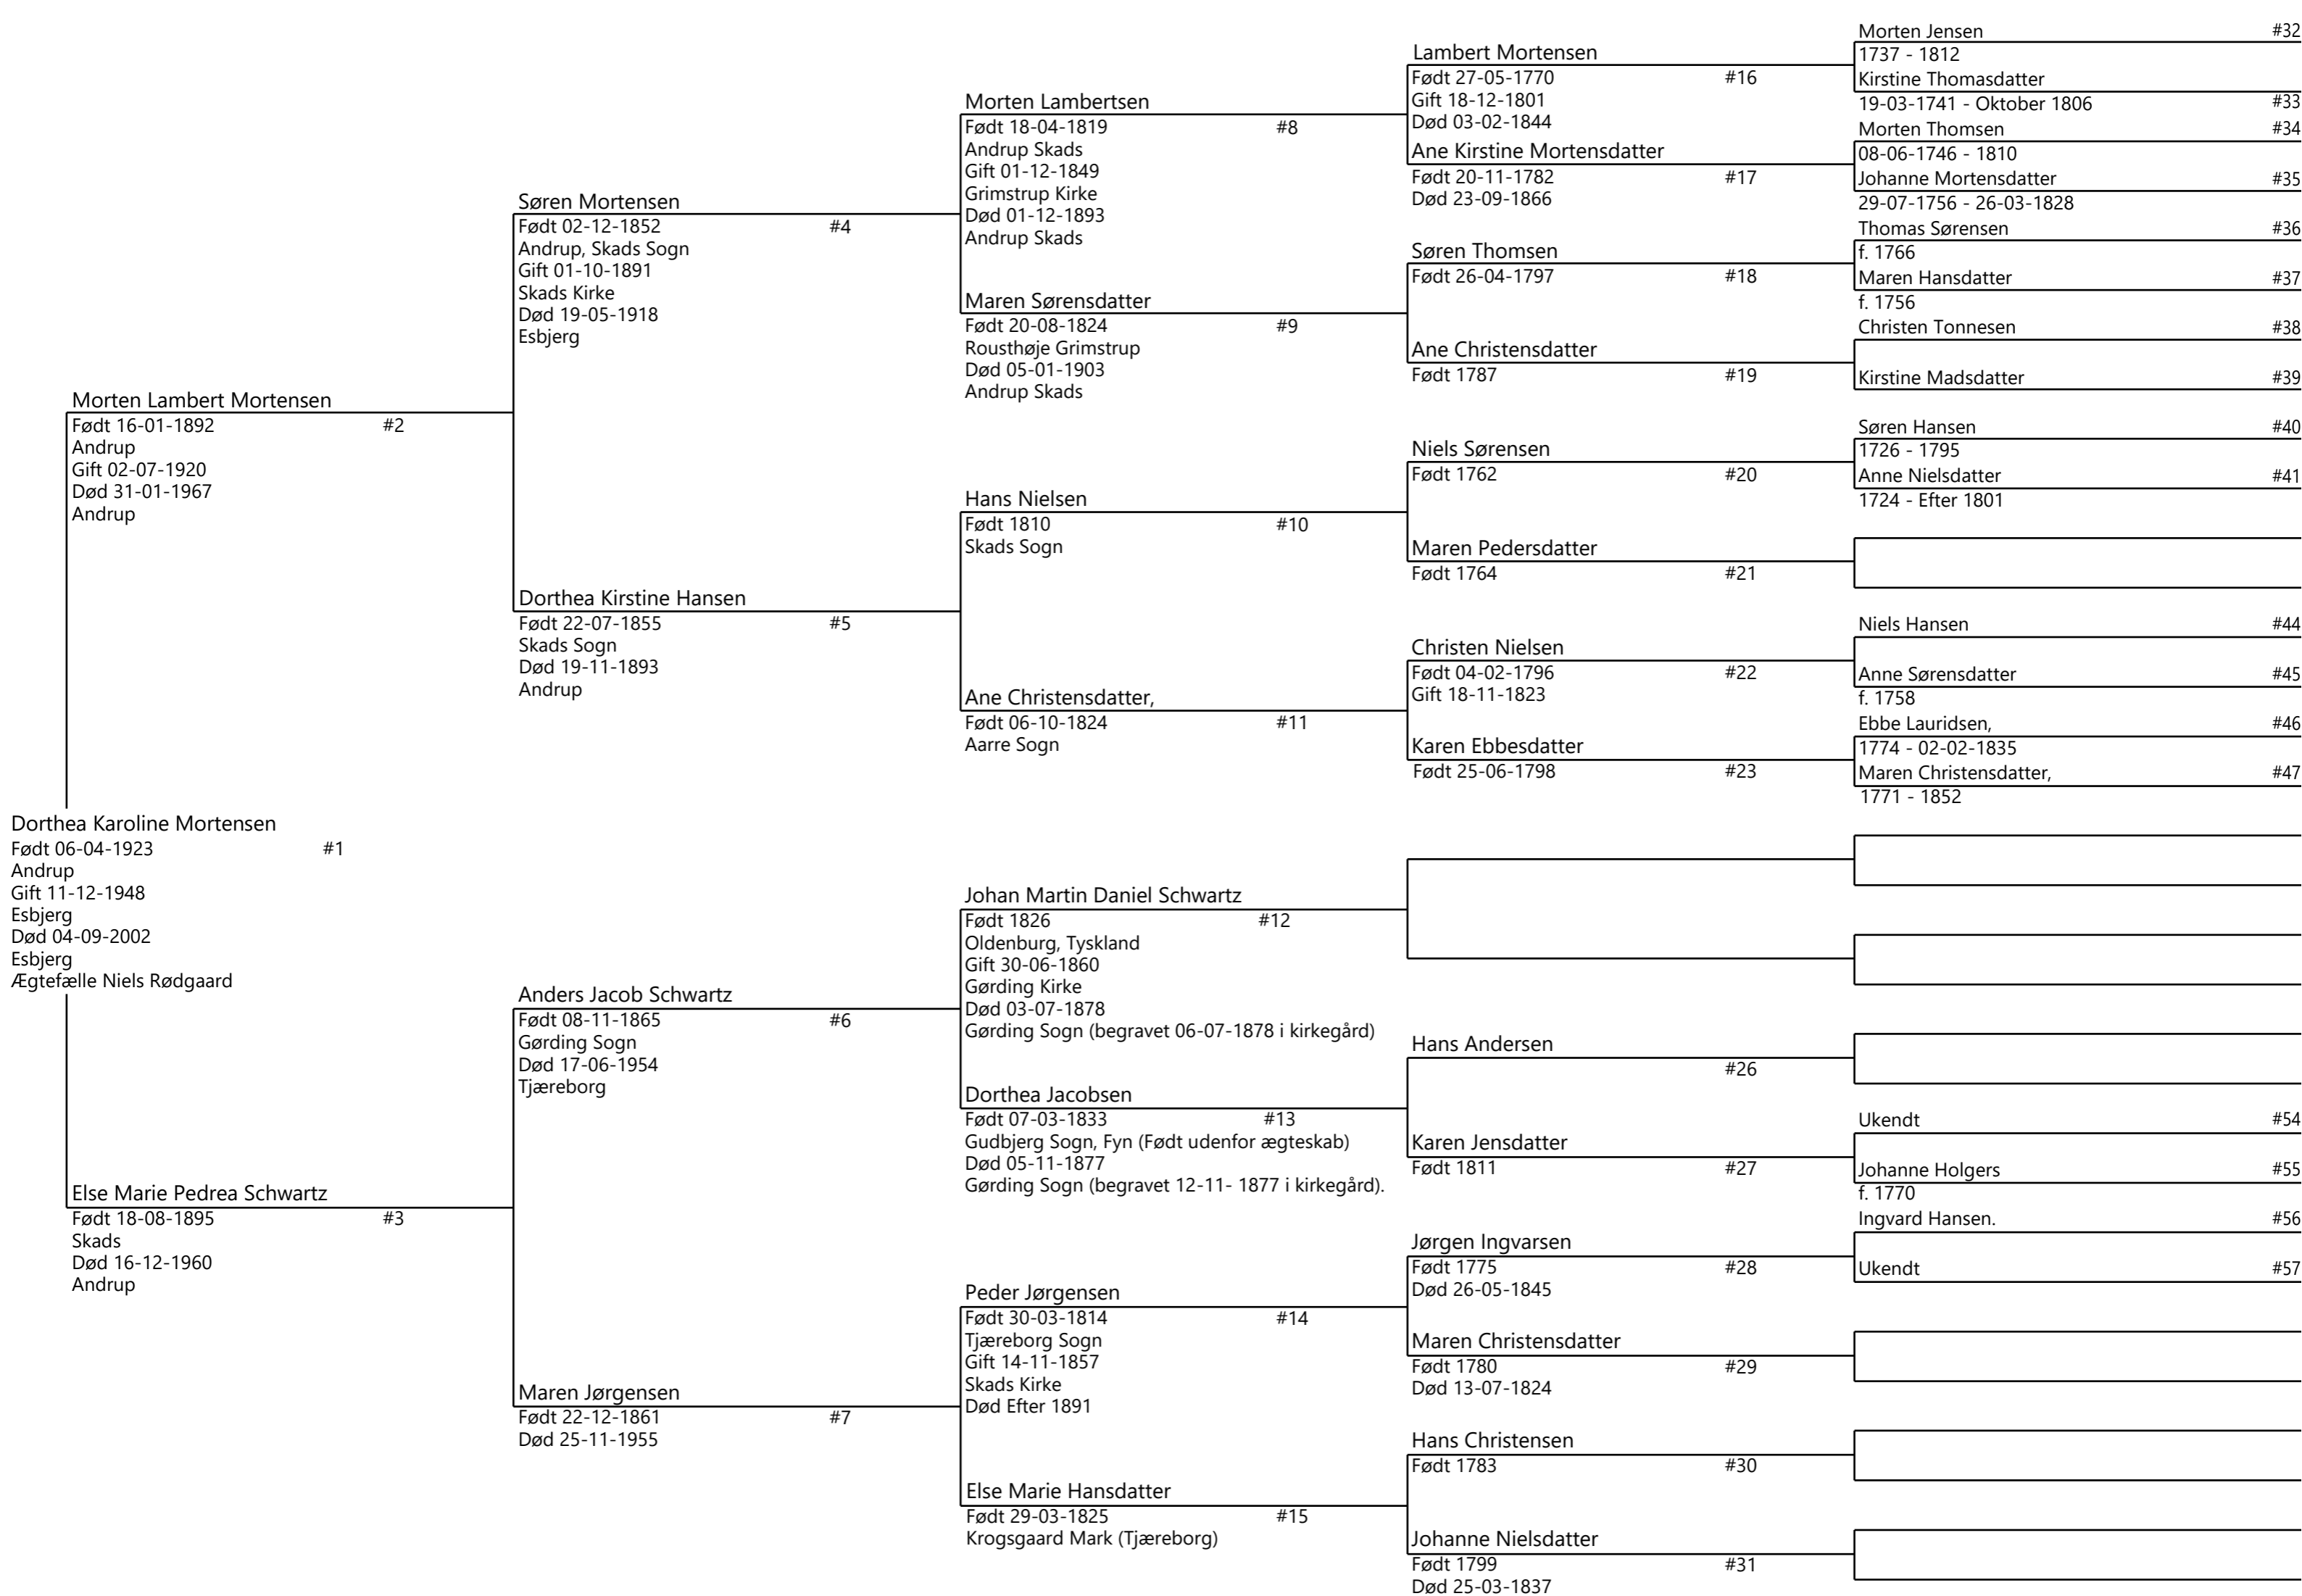 Dorthea Karoline Mortensen
Født 06-04-1923 #1
Andrup
Gift 11-12-1948
Esbjerg
Død 04-09-2002
Esbjerg
Ægtefælle Niels Rødgaard
Morten Lambert Mortensen
Født 16-01-1892 #2
Andrup
Gift 02-07-1920
Død 31-01-1967
Andrup
Else Marie Pedrea Schwartz
Født 18-08-1895 #3
Skads
Død 16-12-1960
Andrup
Søren Mortensen
Født 02-12-1852 #4
Andrup, Skads Sogn
Gift 01-10-1891
Skads Kirke
Død 19-05-1918
Esbjerg
Dorthea Kirstine Hansen
Født 22-07-1855 #5
Skads Sogn
Død 19-11-1893
Andrup
Anders Jacob Schwartz
Født 08-11-1865 #6
Gørding Sogn
Død 17-06-1954
Tjæreborg
Maren Jørgensen
Født 22-12-1861 #7
Død 25-11-1955
Morten Lambertsen
Født 18-04-1819 #8
Andrup Skads
Gift 01-12-1849
Grimstrup Kirke
Død 01-12-1893
Andrup Skads
Maren Sørensdatter
Født 20-08-1824 #9
Rousthøje Grimstrup
Død 05-01-1903
Andrup Skads
Hans Nielsen
Født 1810 #10
Skads Sogn
Ane Christensdatter,
Født 06-10-1824 #11
Aarre Sogn
Johan Martin Daniel Schwartz
Født 1826 #12
Oldenburg, Tyskland
Gift 30-06-1860
Gørding Kirke
Død 03-07-1878
Gørding Sogn (begravet 06-07-1878 i kirkegård)
Dorthea Jacobsen
Født 07-03-1833 #13
Gudbjerg Sogn, Fyn (Født udenfor ægteskab)
Død 05-11-1877
Gørding Sogn (begravet 12-11- 1877 i kirkegård).
Peder Jørgensen
Født 30-03-1814 #14
Tjæreborg Sogn
Gift 14-11-1857
Skads Kirke
Død Efter 1891
Else Marie Hansdatter
Født 29-03-1825 #15
Krogsgaard Mark (Tjæreborg)
Lambert Mortensen
Født 27-05-1770 #16
Gift 18-12-1801
Død 03-02-1844
Ane Kirstine Mortensdatter
Født 20-11-1782 #17
Død 23-09-1866
Søren Thomsen
Født 26-04-1797 #18
Ane Christensdatter
Født 1787 #19
Niels Sørensen
Født 1762 #20
Maren Pedersdatter
Født 1764 #21
Christen Nielsen
Født 04-02-1796 #22
Gift 18-11-1823
Karen Ebbesdatter
Født 25-06-1798 #23
Hans Andersen
#26
Karen Jensdatter
Født 1811 #27
Jørgen Ingvarsen
Født 1775 #28
Død 26-05-1845
Maren Christensdatter
Født 1780 #29
Død 13-07-1824
Hans Christensen
Født 1783 #30
Johanne Nielsdatter
Født 1799 #31
Død 25-03-1837
Morten Jensen #32
1737 - 1812
Kirstine Thomasdatter
19-03-1741 - Oktober 1806 #33
Morten Thomsen #34
08-06-1746 - 1810
Johanne Mortensdatter #35
29-07-1756 - 26-03-1828
Thomas Sørensen #36
f. 1766
Maren Hansdatter #37
f. 1756
Christen Tonnesen #38
Kirstine Madsdatter #39
Søren Hansen #40
1726 - 1795
Anne Nielsdatter #41
1724 - Efter 1801
Niels Hansen #44
Anne Sørensdatter #45
f. 1758
Ebbe Lauridsen, #46
1774 - 02-02-1835
Maren Christensdatter, #47
1771 - 1852
Ukendt #54
Johanne Holgers #55
f. 1770
Ingvard Hansen. #56
Ukendt #57